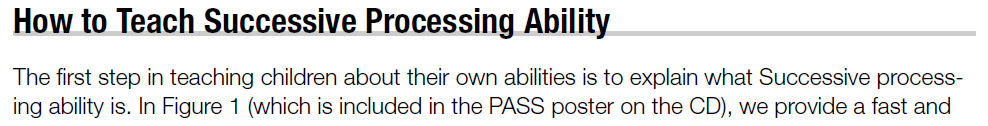 How to Teach Successive Processing Ability
The first step in teaching children about their own abilities is to explain what Successive process-
ing ability is. In Figure 1 (which is included in the PASS poster on the CD), we provide a fast and